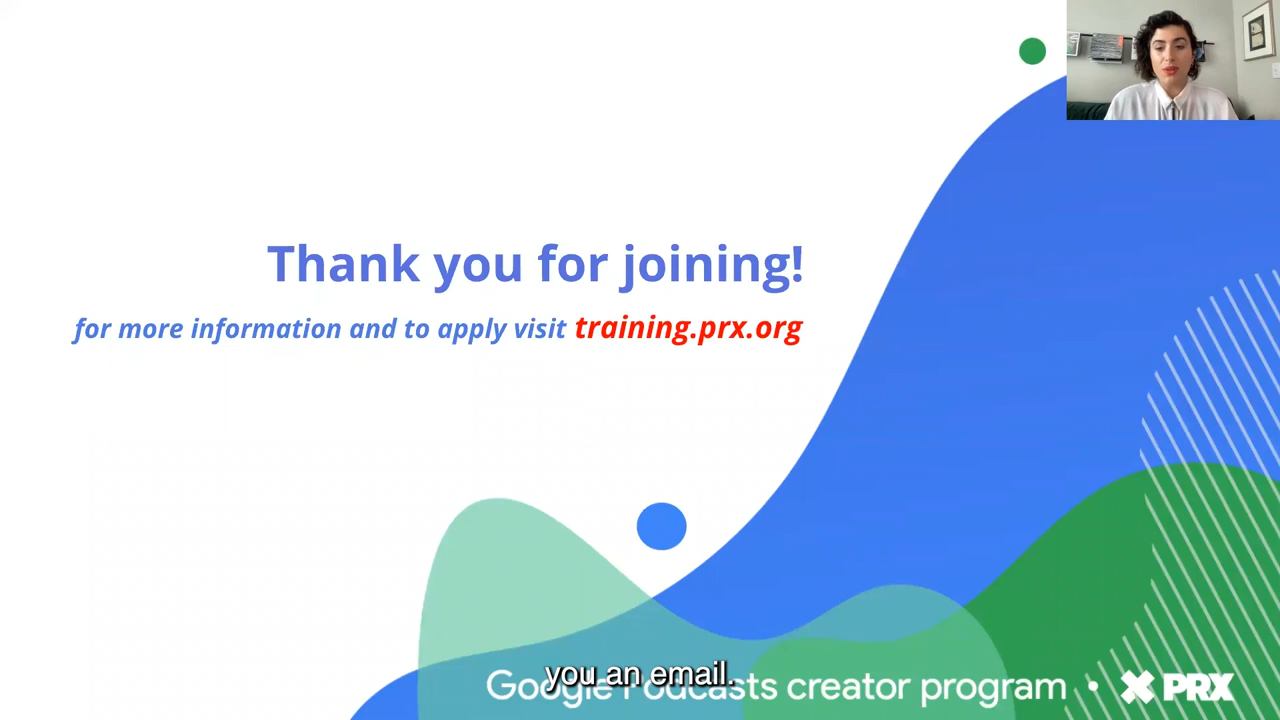 Thank you for joining!
for more information and to apply visit training.prx.org
you an email.
Google Podcasts creator program • PRX